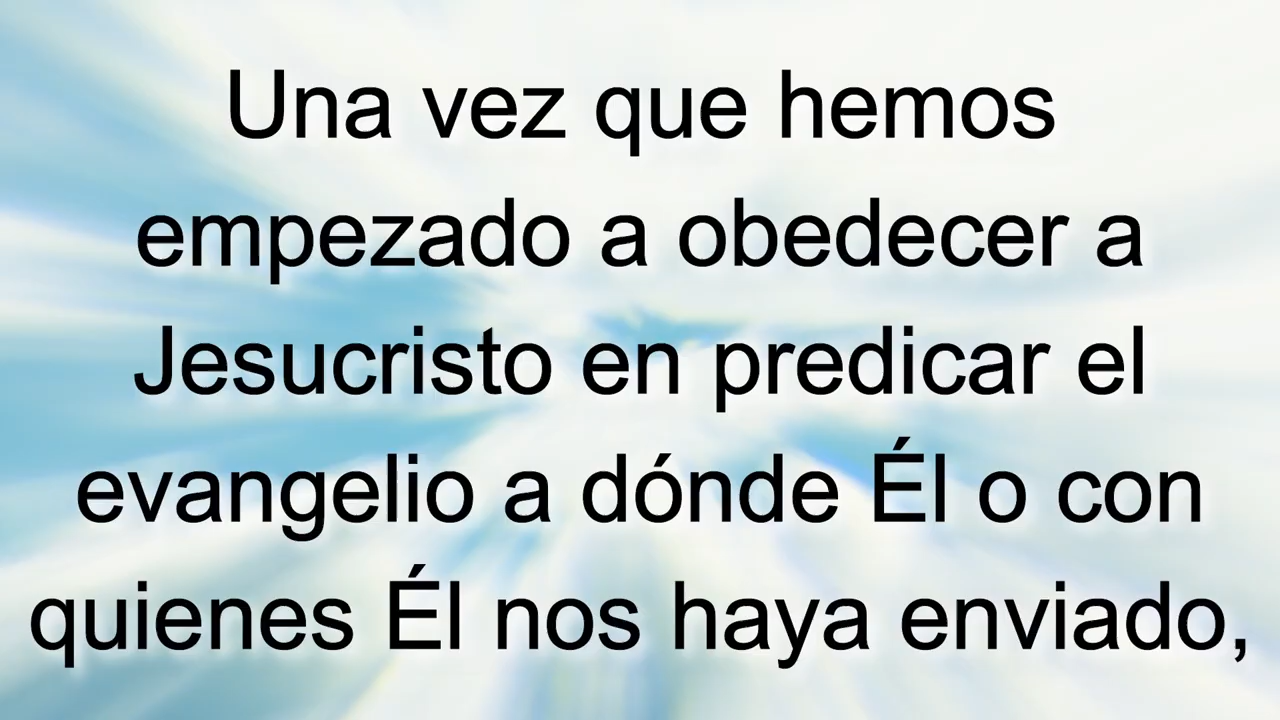 Una vez que hemos
empezado a obedecer a
Jesucristo en predicar el
evangelio a dónde Él o con
quienes Él nos haya enviado,